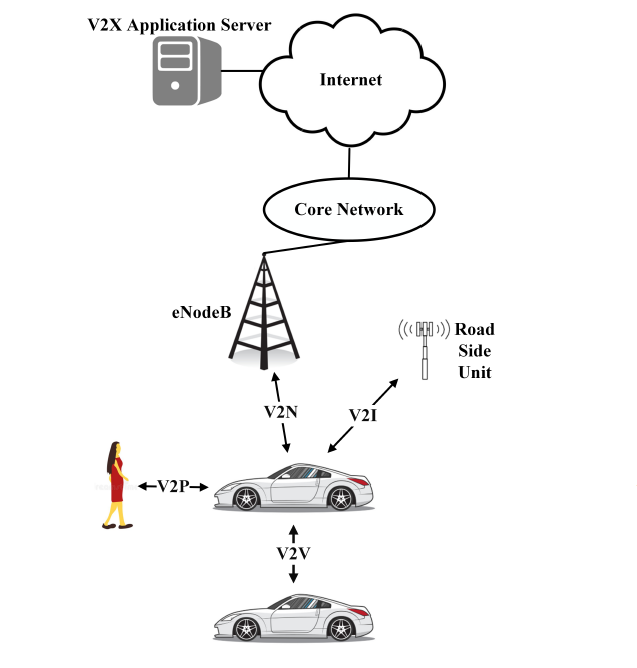 V2X Application Server
Internet
Core Network
eNodeB
Road
Side
Unit
V2N
V2I
V2P
V2V